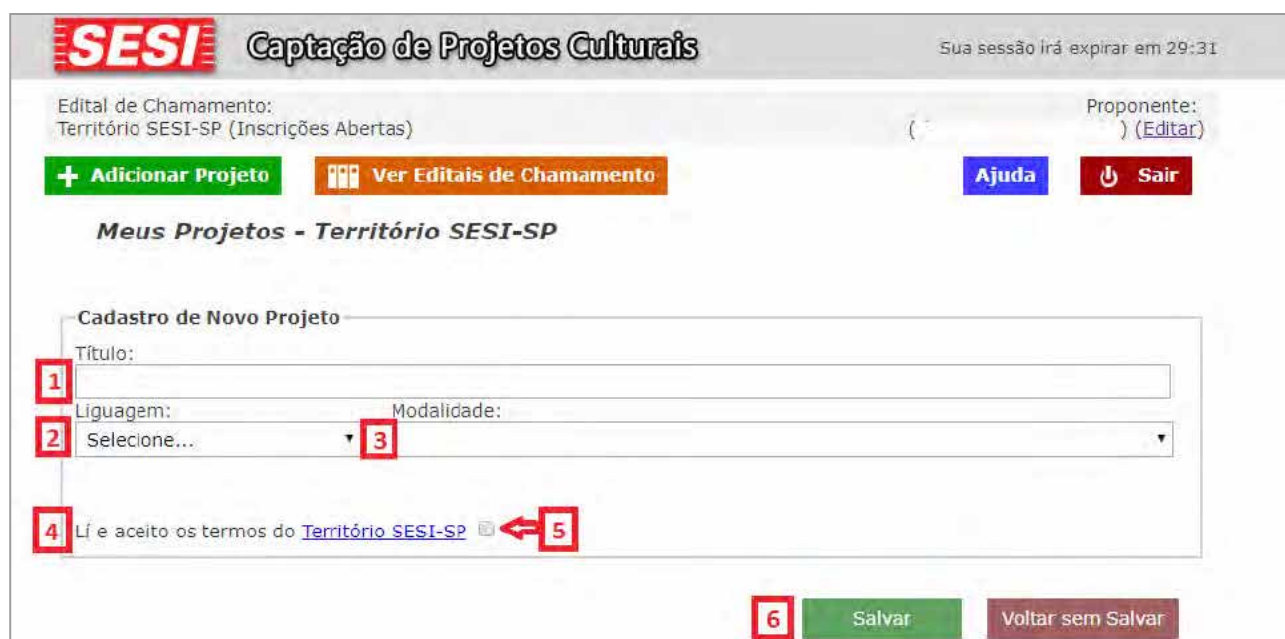 SESI Captação de Projetos Culturais Sua sessão irá expirar em 29:31
Edital de Chamamento: Proponente:
Território SESI-SP (Inscrições Abertas) ( ) (Editar)
+ Adicionar Projeto Ver Editais de Chamamento Ajuda Sair
Meus Projetos - Território SESI-SP
Cadastro de Novo Projeto
Título:
1
Liguagem: Modalidade:
2 Selecione... 3
4 Lí e aceito os termos do Território SESI-SP 5
6 Salvar Voltar sem Salvar